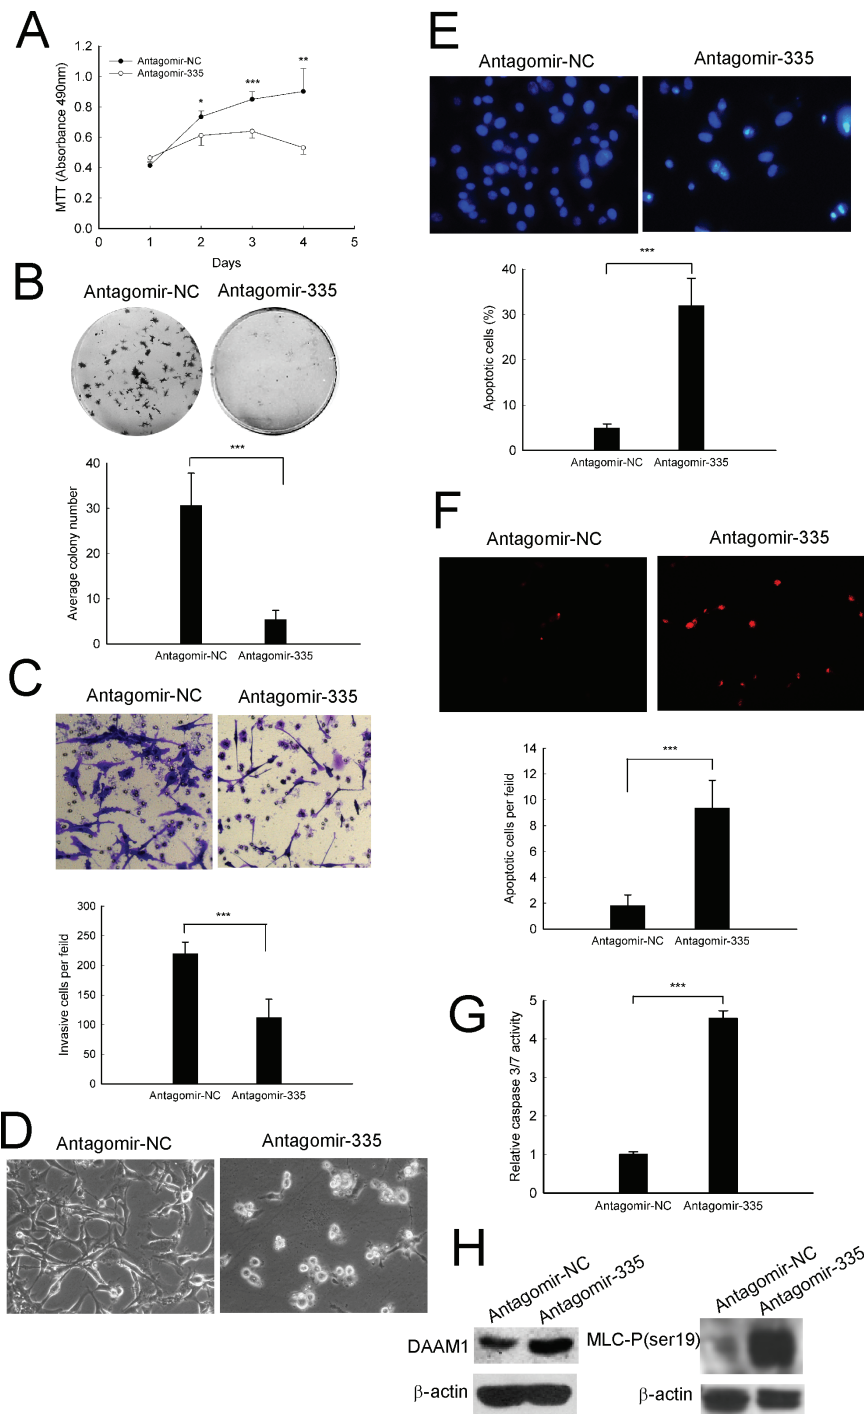 A
MTT (Absorbance 490nm)
1.2
1.0
0.8
0.6
0.4
0.2
0.0
Antagomir-NC
Antagomir-335
*
***
**
0 1 2 3 4 5
Days
B
Antagomir-NC Antagomir-335
***
Average colony number
40
30
20
10
0
Antagomir-NC Antagomir-335
C
Antagomir-NC Antagomir-335
***
Invasive cells per feild
300
250
200
150
100
50
0
Antagomir-NC Antagomir-335
D
Antagomir-NC Antagomir-335
E
Antagomir-NC Antagomir-335
***
Apoptotic cells (%)
40
30
20
10
0
Antagomir-NC Antagomir-335
F
Antagomir-NC Antagomir-335
***
Apoptotic cells per feild
14
12
10
8
6
4
2
0
Antagomir-NC Antagomir-335
G
***
Relative caspase 3/7 activity
5
4
3
2
1
0
Antagomir-NC Antagomir-335
H
Antagomir-NC
Antagomir-335
DAAM1
β-actin
Antagomir-NC
Antagomir-335
MLC-P(ser19)
β-actin